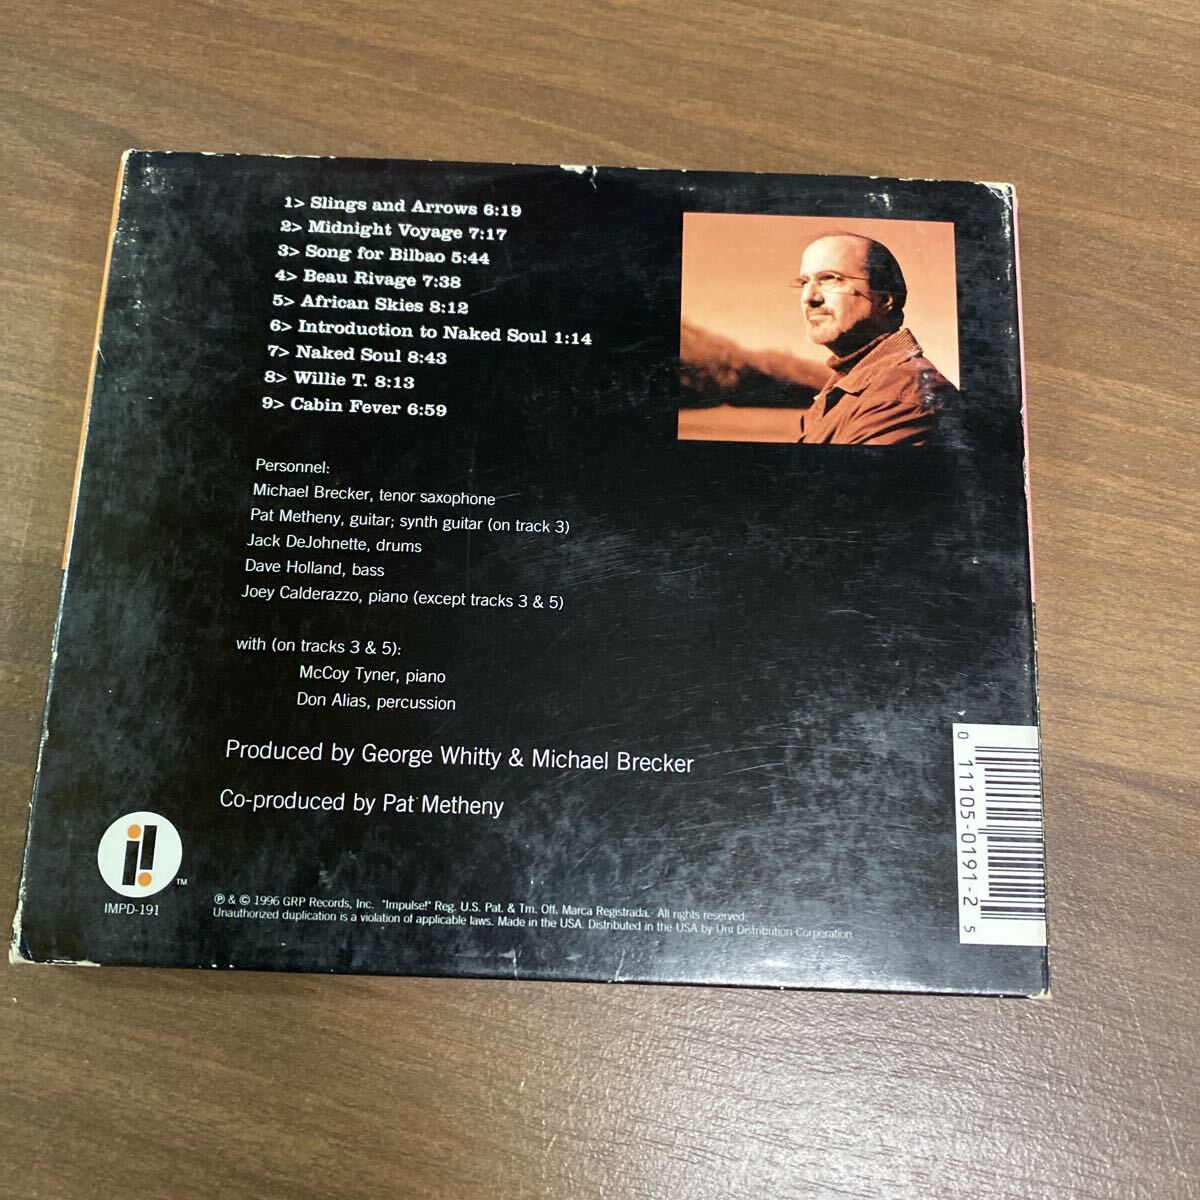 1> Slings and Arrows 6:19
2> Midnight Voyage 7:17
3> Song for Bilbao 5:44
4> Beau Rivage 7:38
5> African Skies 8:12
6> Introduction to Naked Soul 1:14
7> Naked Soul 8:43
8> Willie T. 8:13
9> Cabin Fever 6:59
Personnel:
Michael Brecker, tenor saxophone
Pat Metheny, guitar; synth guitar (on track 3)
Jack DeJohnette, drums
Dave Holland, bass
Joey Calderazzo, piano (except tracks 3 & 5)
with (on tracks 3 & 5):
McCoy Tyner, piano
Don Alias, percussion
Produced by George Whitty & Michael Brecker
Co-produced by Pat Metheny
i! TM
IMPD-191
℗ & © 1996 GRP Records, Inc. "Impulse!" Reg. U.S. Pat. & Tm. Off. Marca Registrada. All rights reserved.
Unauthorized duplication is a violation of applicable laws. Made in the USA. Distributed in the USA by Uni Distribution Corporation
0 11105-0191-2 5